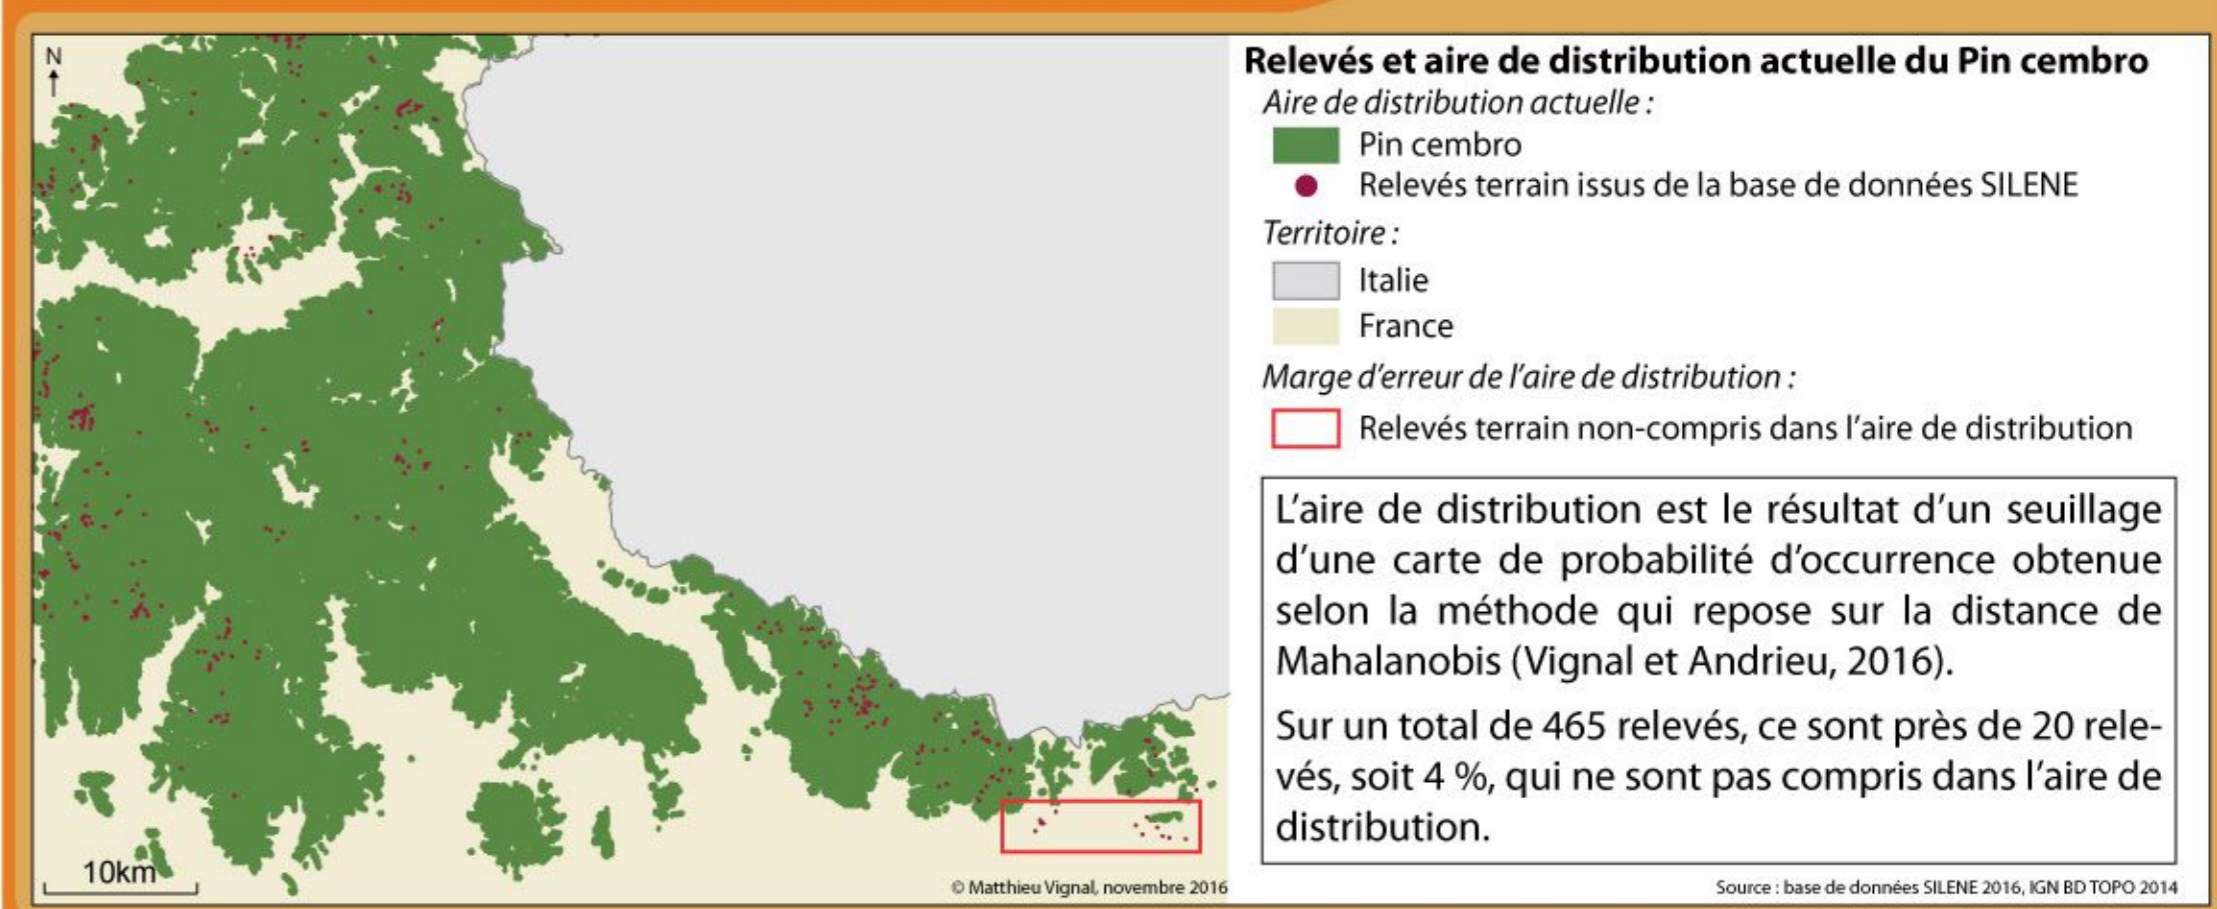 N
10km
© Matthieu Vignal, novembre 2016
Relevés et aire de distribution actuelle du Pin cembro
Aire de distribution actuelle :
Pin cembro
Relevés terrain issus de la base de données SILENE
Territoire :
Italie
France
Marge d'erreur de l'aire de distribution :
Relevés terrain non-compris dans l'aire de distribution
L'aire de distribution est le résultat d'un seuillage
d'une carte de probabilité d'occurrence obtenue
selon la méthode qui repose sur la distance de
Mahalanobis (Vignal et Andrieu, 2016).
Sur un total de 465 relevés, ce sont près de 20 rele-
vés, soit 4 %, qui ne sont pas compris dans l'aire de
distribution.
Source : base de données SILENE 2016, IGN BD TOPO 2014